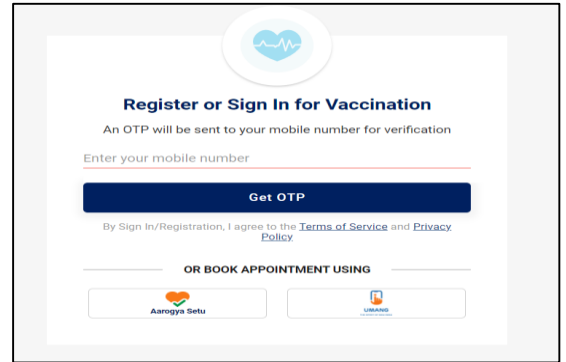 Register or Sign In for Vaccination
An OTP will be sent to your mobile number for verification
Enter your mobile number
Get OTP
By Sign In/Registration, I agree to the Terms of Service and Privacy
Policy
OR BOOK APPOINTMENT USING
Aarogya Setu
UMANG